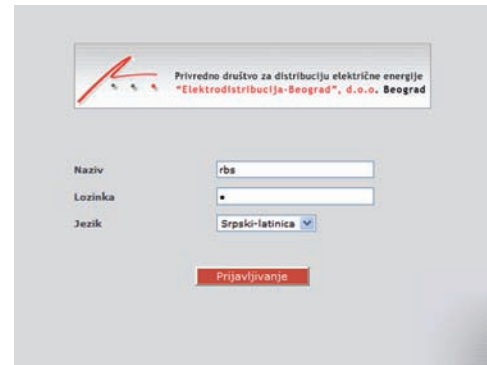 Privredno društvo za distribuciju električne energije
"Elektrodistribucija-Beograd", d.o.o. Beograd
Naziv rbs
Lozinka •
Jezik Srpski-latinica
Prijavljivanje